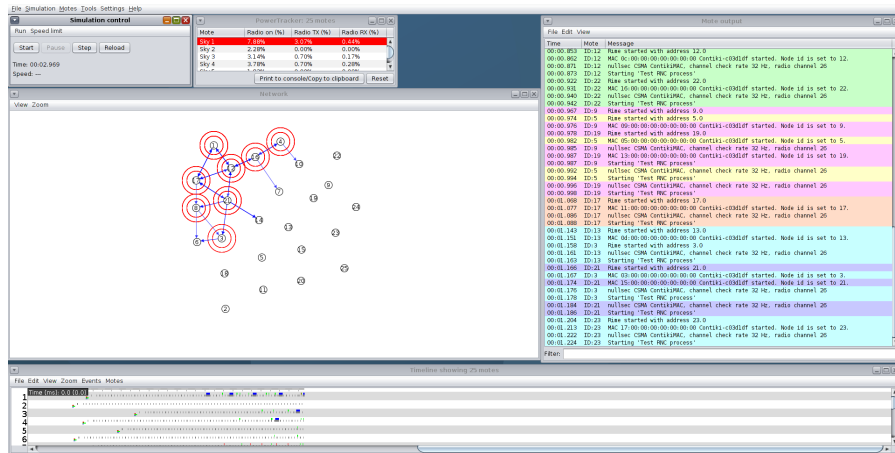 File Simulation Motes Tools Settings Help
Simulation control
Run Speed limit
Start Pause Step Reload
Time: 00:02.969
Speed: ---
PowerTracker: 25 motes
Mote Radio on (%) Radio TX (%) Radio RX (%)
Sky 1 7.88% 3.07% 0.44%
Sky 2 2.28% 0.00% 0.00%
Sky 3 3.14% 0.70% 0.17%
Sky 4 3.78% 0.70% 0.28%
Print to console/Copy to clipboard Reset
Network
View Zoom
1
4
22
10
9
7
19
24
8
14
13
23
6
3
15
5
25
18
20
11
2
Mote output
File Edit View
Time Mote Message
00:00.853 ID:12 Rime started with address 12.0
00:00.862 ID:12 MAC 0c:00:00:00:00:00:00:00 Contiki-c03d1df started. Node id is set to 12.
00:00.871 ID:12 nullsec CSMA ContikiMAC, channel check rate 32 Hz, radio channel 26
00:00.873 ID:12 Starting 'Test RNC process'
00:00.922 ID:22 Rime started with address 22.0
00:00.931 ID:22 MAC 16:00:00:00:00:00:00:00 Contiki-c03d1df started. Node id is set to 22.
00:00.940 ID:22 nullsec CSMA ContikiMAC, channel check rate 32 Hz, radio channel 26
00:00.942 ID:22 Starting 'Test RNC process'
00:00.967 ID:9 Rime started with address 9.0
00:00.974 ID:5 Rime started with address 5.0
00:00.976 ID:9 MAC 09:00:00:00:00:00:00:00 Contiki-c03d1df started. Node id is set to 9.
00:00.978 ID:19 Rime started with address 19.0
00:00.982 ID:5 MAC 05:00:00:00:00:00:00:00 Contiki-c03d1df started. Node id is set to 5.
00:00.985 ID:9 nullsec CSMA ContikiMAC, channel check rate 32 Hz, radio channel 26
00:00.987 ID:19 MAC 13:00:00:00:00:00:00:00 Contiki-c03d1df started. Node id is set to 19.
00:00.987 ID:9 Starting 'Test RNC process'
00:00.992 ID:5 nullsec CSMA ContikiMAC, channel check rate 32 Hz, radio channel 26
00:00.994 ID:5 Starting 'Test RNC process'
00:00.996 ID:19 nullsec CSMA ContikiMAC, channel check rate 32 Hz, radio channel 26
00:00.998 ID:19 Starting 'Test RNC process'
00:01.068 ID:17 Rime started with address 17.0
00:01.077 ID:17 MAC 11:00:00:00:00:00:00:00 Contiki-c03d1df started. Node id is set to 17.
00:01.086 ID:17 nullsec CSMA ContikiMAC, channel check rate 32 Hz, radio channel 26
00:01.088 ID:17 Starting 'Test RNC process'
00:01.143 ID:13 Rime started with address 13.0
00:01.151 ID:13 MAC 0d:00:00:00:00:00:00:00 Contiki-c03d1df started. Node id is set to 13.
00:01.158 ID:3 Rime started with address 3.0
00:01.161 ID:13 nullsec CSMA ContikiMAC, channel check rate 32 Hz, radio channel 26
00:01.163 ID:13 Starting 'Test RNC process'
00:01.166 ID:21 Rime started with address 21.0
00:01.167 ID:3 MAC 03:00:00:00:00:00:00:00 Contiki-c03d1df started. Node id is set to 3.
00:01.174 ID:21 MAC 15:00:00:00:00:00:00:00 Contiki-c03d1df started. Node id is set to 21.
00:01.176 ID:3 nullsec CSMA ContikiMAC, channel check rate 32 Hz, radio channel 26
00:01.178 ID:3 Starting 'Test RNC process'
00:01.184 ID:21 nullsec CSMA ContikiMAC, channel check rate 32 Hz, radio channel 26
00:01.186 ID:21 Starting 'Test RNC process'
00:01.204 ID:23 Rime started with address 23.0
00:01.213 ID:23 MAC 17:00:00:00:00:00:00:00 Contiki-c03d1df started. Node id is set to 23.
00:01.222 ID:23 nullsec CSMA ContikiMAC, channel check rate 32 Hz, radio channel 26
00:01.224 ID:23 Starting 'Test RNC process'
Filter:
Timeline showing 25 motes
File Edit View Zoom Events Motes
Time (ms): 0.0 (0.0)
1
2
3
4
5
6